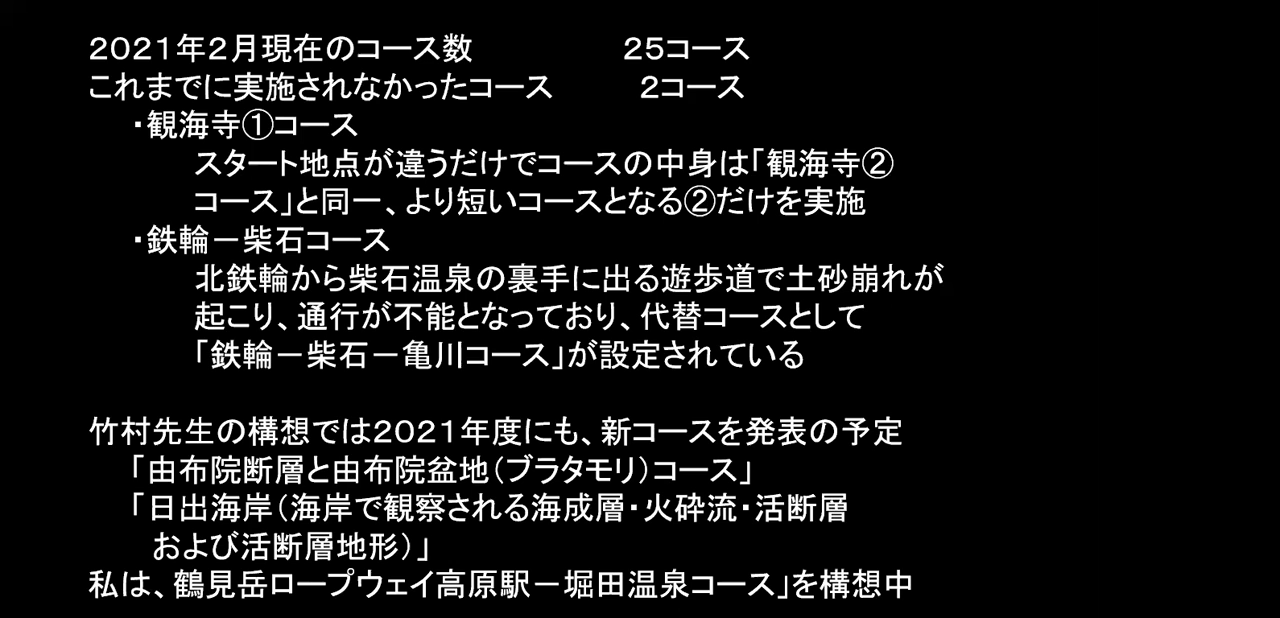 2021年2月現在のコース数　　　　　25コース
これまでに実施されなかったコース　　　2コース
・観海寺①コース
スタート地点が違うだけでコースの中身は「観海寺②
コース」と同一、より短いコースとなる②だけを実施
・鉄輪－柴石コース
北鉄輪から柴石温泉の裏手に出る遊歩道で土砂崩れが
起こり、通行が不能となっており、代替コースとして
「鉄輪－柴石－亀川コース」が設定されている
竹村先生の構想では2021年度にも、新コースを発表の予定
「由布院断層と由布院盆地（ブラタモリ）コース」
「日出海岸（海岸で観察される海成層・火砕流・活断層
および活断層地形）」
私は、鶴見岳ロープウェイ高原駅－堀田温泉コース」を構想中